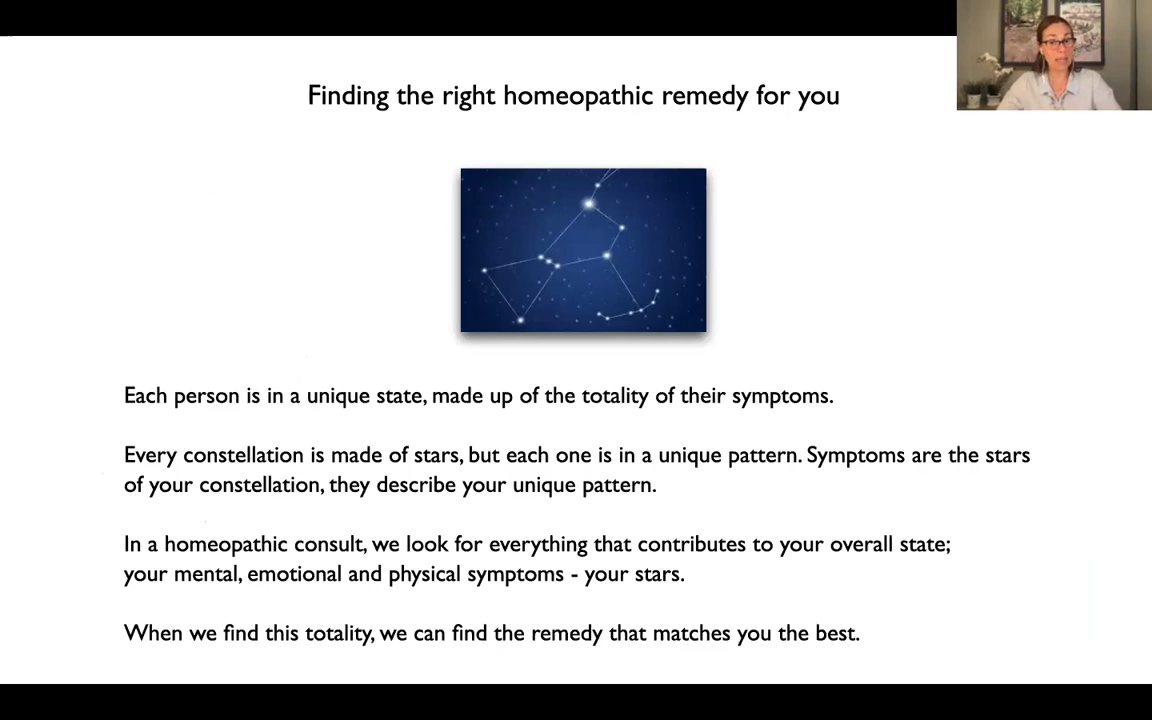 Finding the right homeopathic remedy for you
Each person is in a unique state, made up of the totality of their symptoms.
Every constellation is made of stars, but each one is in a unique pattern. Symptoms are the stars
of your constellation, they describe your unique pattern.
In a homeopathic consult, we look for everything that contributes to your overall state;
your mental, emotional and physical symptoms - your stars.
When we find this totality, we can find the remedy that matches you the best.